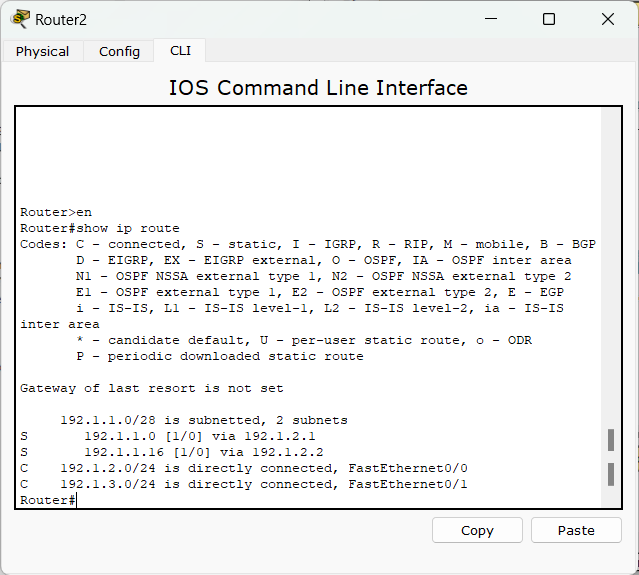 Router2
Physical Config CLI
IOS Command Line Interface
Router>en
Router#show ip route
Codes: C - connected, S - static, I - IGRP, R - RIP, M - mobile, B - BGP
       D - EIGRP, EX - EIGRP external, O - OSPF, IA - OSPF inter area
       N1 - OSPF NSSA external type 1, N2 - OSPF NSSA external type 2
       E1 - OSPF external type 1, E2 - OSPF external type 2, E - EGP
       i - IS-IS, L1 - IS-IS level-1, L2 - IS-IS level-2, ia - IS-IS
inter area
       * - candidate default, U - per-user static route, o - ODR
       P - periodic downloaded static route
Gateway of last resort is not set
     192.1.1.0/28 is subnetted, 2 subnets
S       192.1.1.0 [1/0] via 192.1.2.1
S       192.1.1.16 [1/0] via 192.1.2.2
C    192.1.2.0/24 is directly connected, FastEthernet0/0
C    192.1.3.0/24 is directly connected, FastEthernet0/1
Router#
Copy Paste